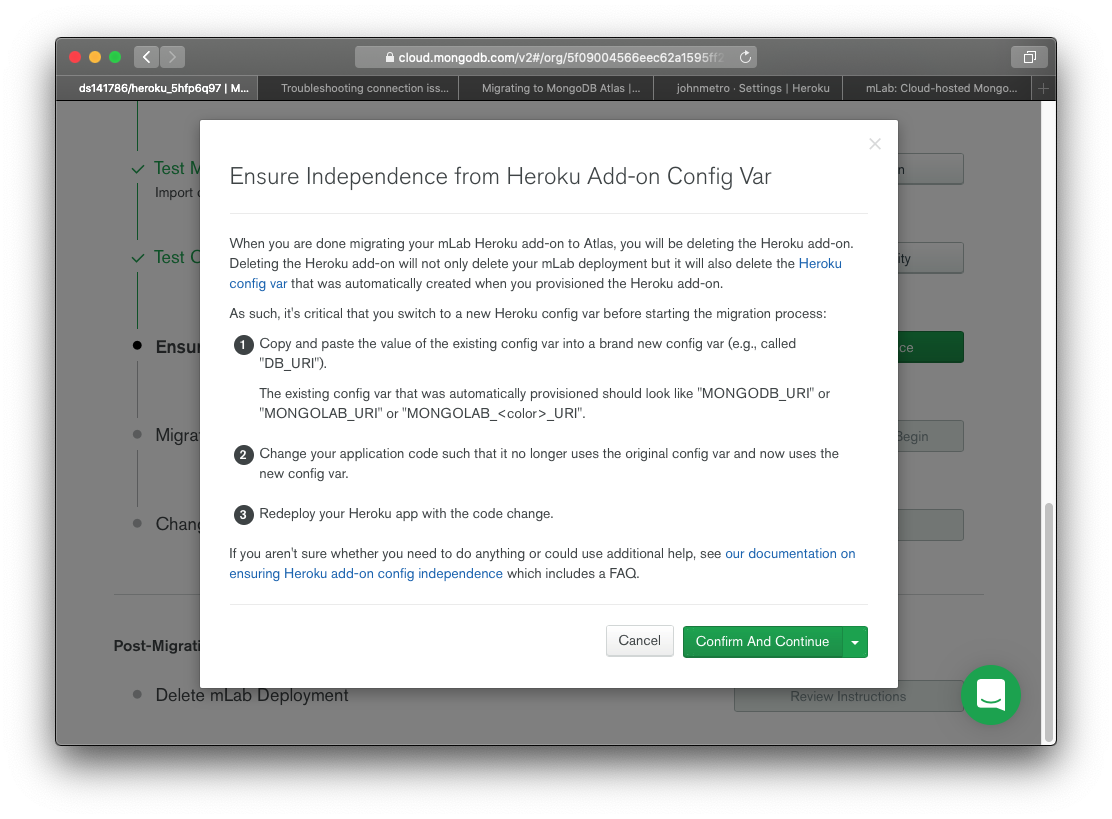 cloud.mongodb.com/v2#/org/5f09004566eec62a1595ff2
ds141786/heroku_5hfp6q97 | M...
Troubleshooting connection iss...
Migrating to MongoDB Atlas |...
johnmetro · Settings | Heroku
mLab: Cloud-hosted Mongo...
Test M
Import
Test C
ity
Ensure Independence from Heroku Add-on Config Var
When you are done migrating your mLab Heroku add-on to Atlas, you will be deleting the Heroku add-on.
Deleting the Heroku add-on will not only delete your mLab deployment but it will also delete the Heroku
config var that was automatically created when you provisioned the Heroku add-on.
As such, it's critical that you switch to a new Heroku config var before starting the migration process:
1 Copy and paste the value of the existing config var into a brand new config var (e.g., called
"DB_URI").
The existing config var that was automatically provisioned should look like "MONGODB_URI" or
"MONGOLAB_URI" or "MONGOLAB_<color>_URI".
2 Change your application code such that it no longer uses the original config var and now uses the
new config var.
3 Redeploy your Heroku app with the code change.
If you aren't sure whether you need to do anything or could use additional help, see our documentation on
ensuring Heroku add-on config independence which includes a FAQ.
Cancel
Confirm And Continue
Ensu
ce
Migra
Begin
Chang
Post-Migrati
Delete mLab Deployment
Review Instructions